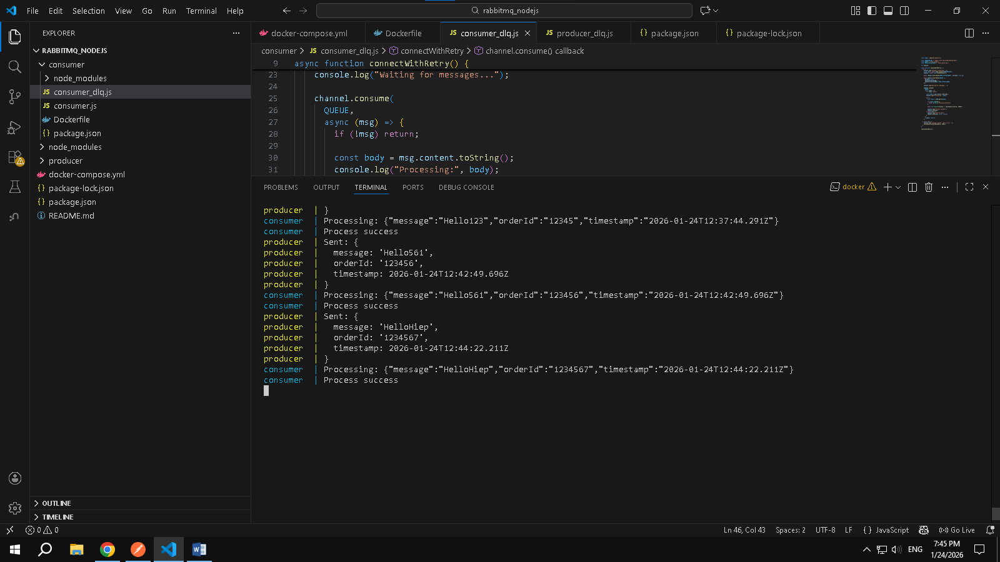 File Edit Selection View Go Run Terminal Help
rabbitmq_nodejs
EXPLORER
RABBITMQ_NODEJS
consumer
node_modules
JS consumer_dlq.js
JS consumer.js
Dockerfile
{} package.json
node_modules
producer
docker-compose.yml
{} package-lock.json
{} package.json
README.md
OUTLINE
TIMELINE
docker-compose.yml Dockerfile JS consumer_dlq.js JS producer_dlq.js {} package.json {} package-lock.json
consumer > JS consumer_dlq.js > connectWithRetry > channel.consume() callback
9 async function connectWithRetry() {
23 console.log("Waiting for messages...");
24
25 channel.consume(
26 QUEUE,
27 async (msg) => {
28 if (!msg) return;
29
30 const body = msg.content.toString();
31 console.log("Processing:", body);
PROBLEMS OUTPUT TERMINAL PORTS DEBUG CONSOLE
docker
producer | }
consumer | Processing: {"message":"Hello123","orderId":"12345","timestamp":"2026-01-24T12:37:44.291Z"}
consumer | Process success
producer | Sent: {
producer | message: 'Hello561',
producer | orderId: '123456',
producer | timestamp: 2026-01-24T12:42:49.696Z
producer | }
consumer | Processing: {"message":"Hello561","orderId":"123456","timestamp":"2026-01-24T12:42:49.696Z"}
consumer | Process success
producer | Sent: {
producer | message: 'HelloHiep',
producer | orderId: '1234567',
producer | timestamp: 2026-01-24T12:44:22.211Z
producer | }
consumer | Processing: {"message":"HelloHiep","orderId":"1234567","timestamp":"2026-01-24T12:44:22.211Z"}
consumer | Process success
0 0
Ln 46, Col 43 Spaces: 2 UTF-8 LF {} JavaScript Go Live
ENG
7:45 PM
1/24/2026